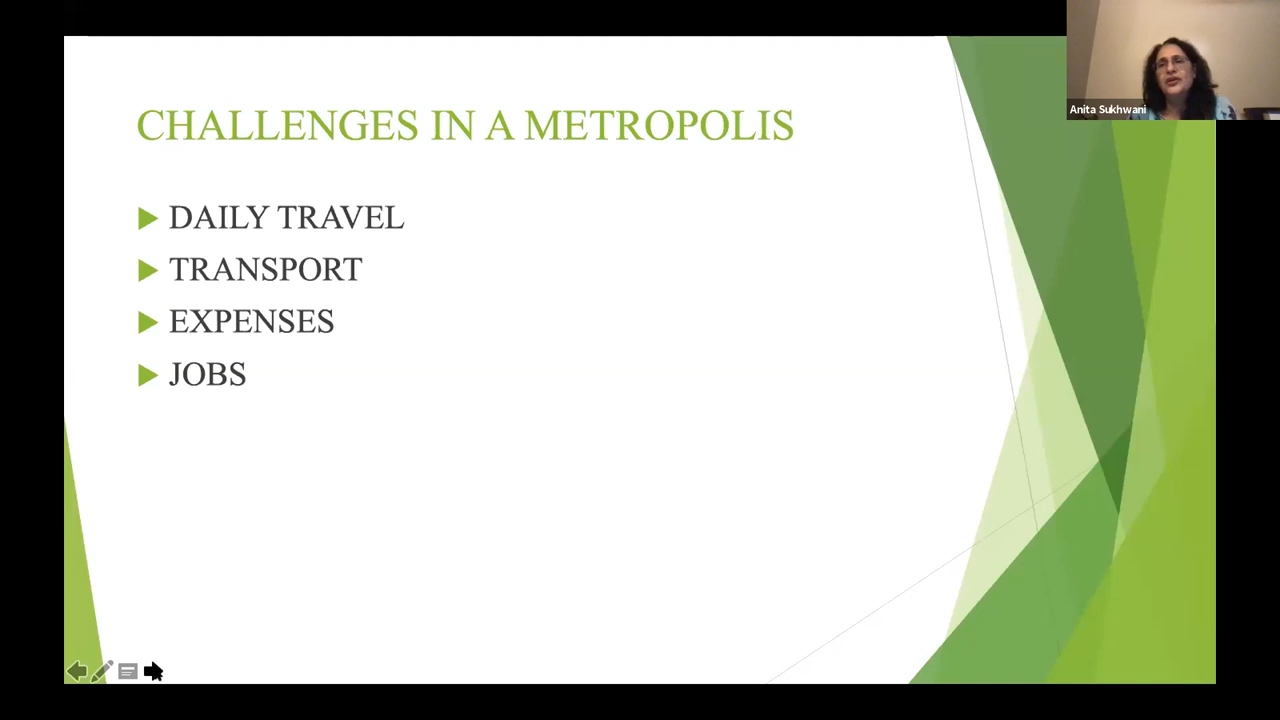 Anita Sukhwani
CHALLENGES IN A METROPOLIS
DAILY TRAVEL
TRANSPORT
EXPENSES
JOBS